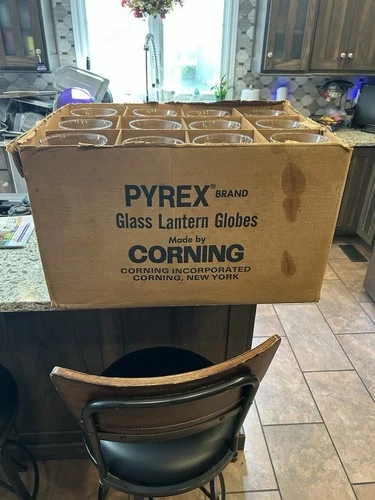 PYREX® BRAND
Glass Lantern Globes
Made by
CORNING
CORNING INCORPORATED
CORNING, NEW YORK